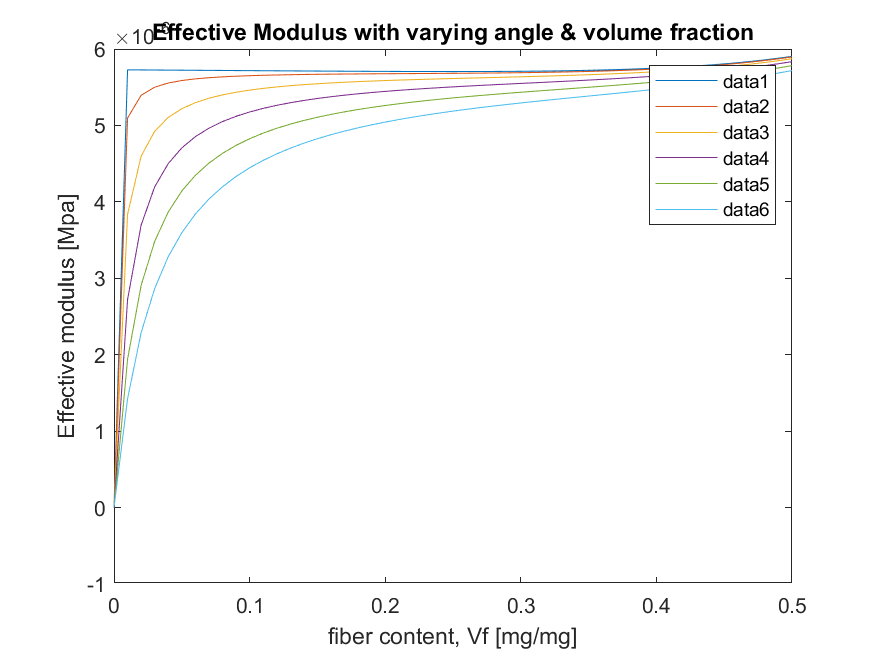 Effective Modulus with varying angle & volume fraction
×10
6
5
4
3
2
1
0
-1
Effective modulus [Mpa]
data1
data2
data3
data4
data5
data6
0 0.1 0.2 0.3 0.4 0.5
fiber content, Vf [mg/mg]